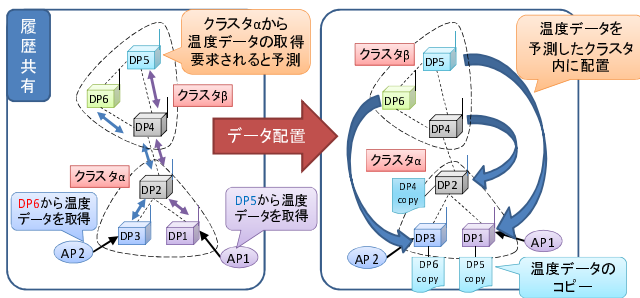 履歴共有
クラスタαから
温度データの取得
要求されると予測
DP5
DP6
クラスタβ
DP4
クラスタα
DP2
DP6から温度
データを取得
DP5から温度
データを取得
DP3
DP1
AP2
AP1
データ配置
温度データを
予測したクラスタ
内に配置
クラスタβ
DP5
DP6
DP4
クラスタα
DP2
DP4
copy
DP3
DP1
AP1
AP2
DP6
copy
DP5
copy
温度データの
コピー